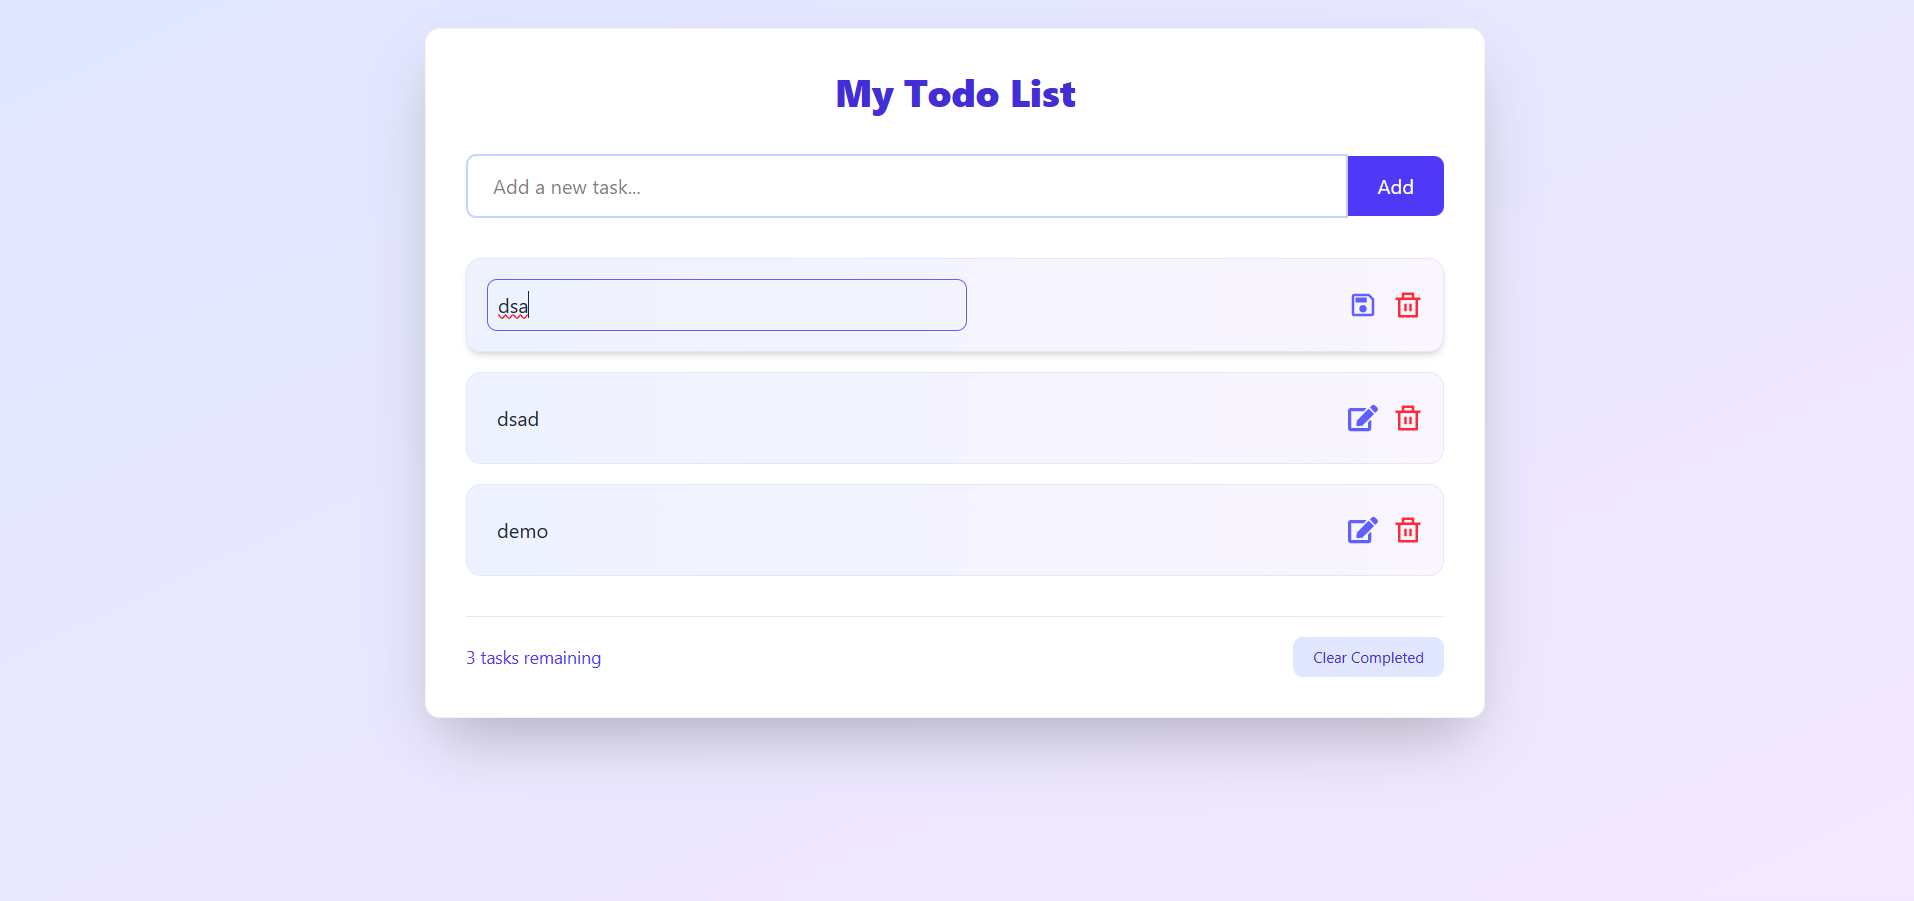 My Todo List
Add a new task...
Add
dsa
dsad
demo
3 tasks remaining
Clear Completed